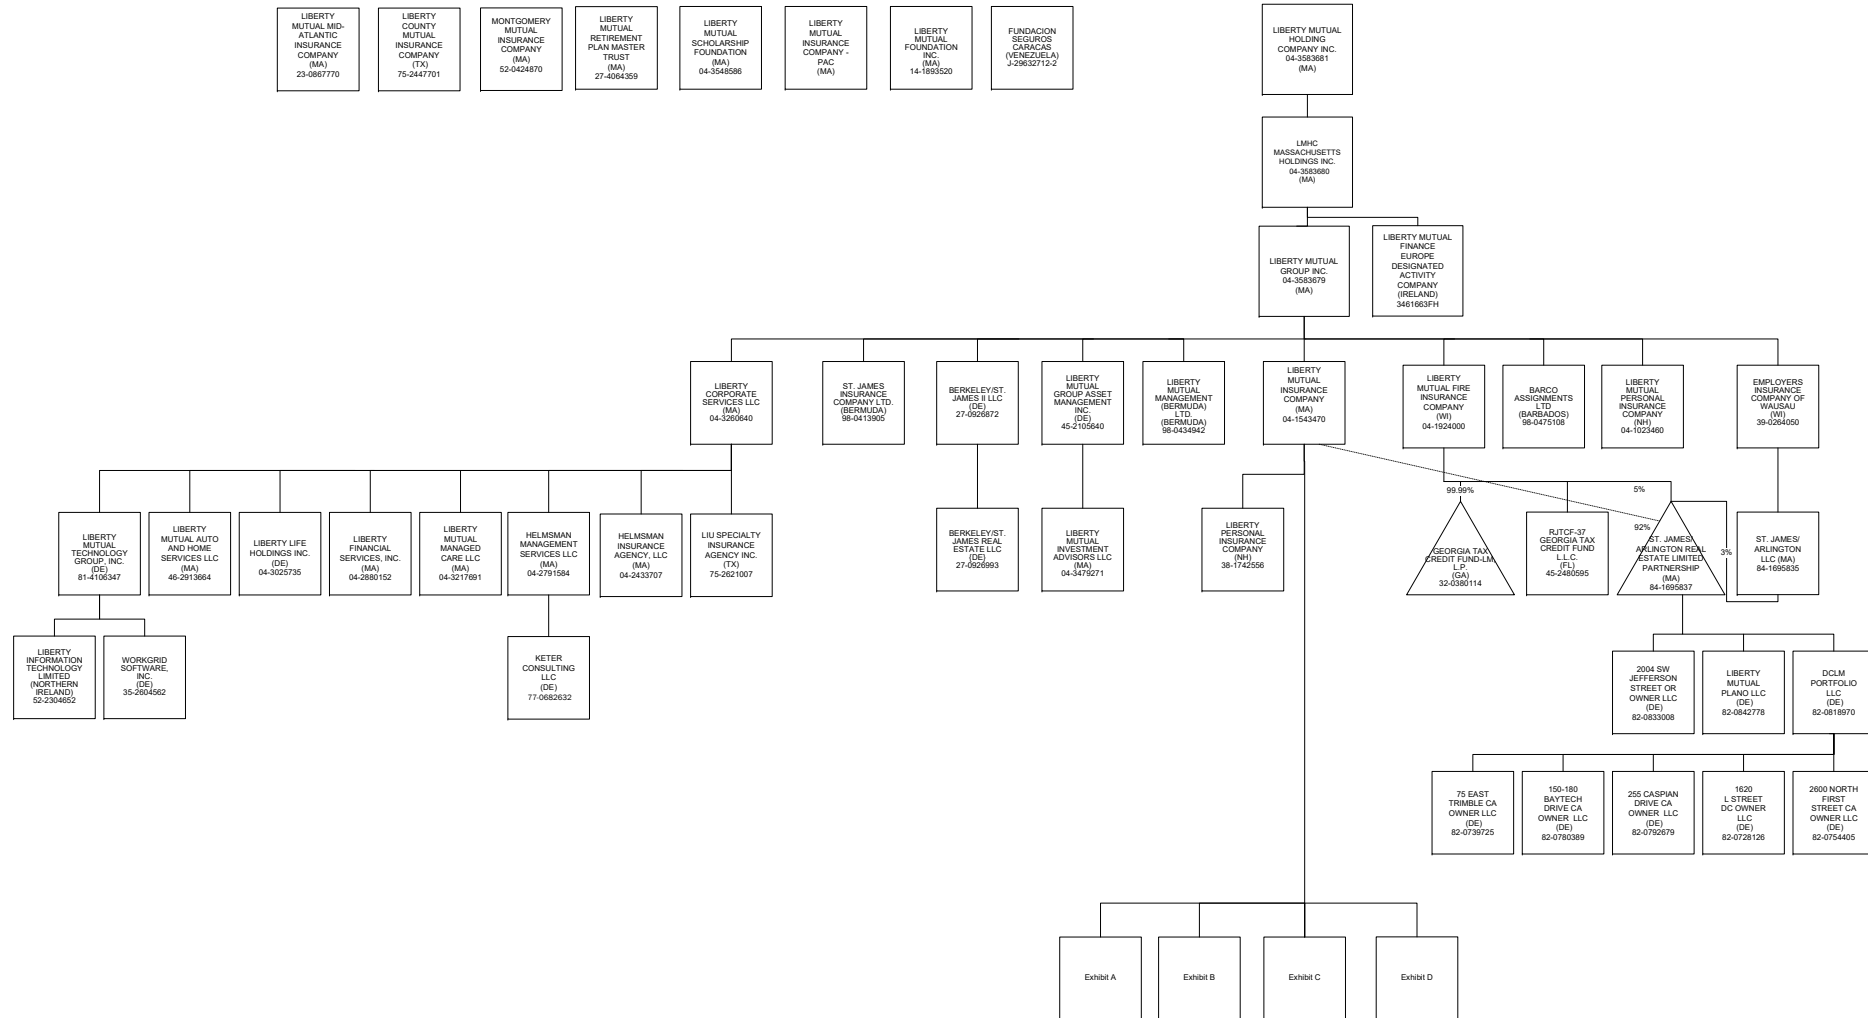 LIBERTY
MUTUAL MID-
ATLANTIC
INSURANCE
COMPANY
(MA)
23-0867770
LIBERTY
COUNTY
MUTUAL
INSURANCE
COMPANY
(TX)
75-2447701
MONTGOMERY
MUTUAL
INSURANCE
COMPANY
(MA)
52-0424870
LIBERTY
MUTUAL
RETIREMENT
PLAN MASTER
TRUST
(MA)
27-4064359
LIBERTY
MUTUAL
SCHOLARSHIP
FOUNDATION
(MA)
04-3548586
LIBERTY
MUTUAL
INSURANCE
COMPANY -
PAC
(MA)
LIBERTY
MUTUAL
FOUNDATION
INC.
(MA)
14-1893520
FUNDACION
SEGUROS
CARACAS
(VENEZUELA)
J-29632712-2
LIBERTY MUTUAL
HOLDING
COMPANY INC.
04-3583681
(MA)
LMHC
MASSACHUSETTS
HOLDINGS INC.
04-3583680
(MA)
LIBERTY MUTUAL
GROUP INC.
04-3583679
(MA)
LIBERTY MUTUAL
FINANCE
EUROPE
DESIGNATED
ACTIVITY
COMPANY
(IRELAND)
3461663FH
LIBERTY
CORPORATE
SERVICES LLC
(MA)
04-3260640
ST. JAMES
INSURANCE
COMPANY LTD.
(BERMUDA)
98-0413905
BERKELEY/ST.
JAMES II LLC
(DE)
27-0926872
LIBERTY
MUTUAL
GROUP ASSET
MANAGEMENT
INC.
(DE)
45-2105640
LIBERTY
MUTUAL
MANAGEMENT
(BERMUDA)
LTD.
(BERMUDA)
98-0434942
LIBERTY
MUTUAL
INSURANCE
COMPANY
(MA)
04-1543470
LIBERTY
MUTUAL FIRE
INSURANCE
COMPANY
(WI)
04-1924000
BARCO
ASSIGNMENTS
LTD
(BARBADOS)
98-0475108
LIBERTY
MUTUAL
PERSONAL
INSURANCE
COMPANY
(NH)
04-1023460
EMPLOYERS
INSURANCE
COMPANY OF
WAUSAU
(WI)
39-0264050
LIBERTY
MUTUAL
TECHNOLOGY
GROUP, INC.
(DE)
81-4106347
LIBERTY
MUTUAL AUTO
AND HOME
SERVICES LLC
(MA)
46-2913664
LIBERTY LIFE
HOLDINGS INC.
(DE)
04-3025735
LIBERTY
FINANCIAL
SERVICES, INC.
(MA)
04-2880152
LIBERTY
MUTUAL
MANAGED
CARE LLC
(MA)
04-3217691
HELMSMAN
MANAGEMENT
SERVICES LLC
(MA)
04-2791584
HELMSMAN
INSURANCE
AGENCY, LLC
(MA)
04-2433707
LIU SPECIALTY
INSURANCE
AGENCY INC.
(TX)
75-2621007
BERKELEY/ST.
JAMES REAL
ESTATE LLC
(DE)
27-0926993
LIBERTY
MUTUAL
INVESTMENT
ADVISORS LLC
(MA)
04-3479271
LIBERTY
PERSONAL
INSURANCE
COMPANY
(NH)
38-1742556
99.99%
GEORGIA TAX
CREDIT FUND-LM,
L.P.
(GA)
32-0380114
RJTCF-37
GEORGIA TAX
CREDIT FUND
L.L.C.
(FL)
45-2480595
5%
92%
ST. JAMES/
ARLINGTON REAL
ESTATE LIMITED
PARTNERSHIP
(MA)
84-1695837
3%
ST. JAMES/
ARLINGTON
LLC (MA)
84-1695835
LIBERTY
INFORMATION
TECHNOLOGY
LIMITED
(NORTHERN
IRELAND)
52-2304652
WORKGRID
SOFTWARE,
INC.
(DE)
35-2604562
KETER
CONSULTING
LLC
(DE)
77-0682632
2004 SW
JEFFERSON
STREET OR
OWNER LLC
(DE)
82-0833008
LIBERTY
MUTUAL
PLANO LLC
(DE)
82-0842778
DCLM
PORTFOLIO
LLC
(DE)
82-0818970
75 EAST
TRIMBLE CA
OWNER LLC
(DE)
82-0739725
150-180
BAYTECH
DRIVE CA
OWNER LLC
(DE)
82-0780389
255 CASPIAN
DRIVE CA
OWNER LLC
(DE)
82-0792679
1620
L STREET
DC OWNER
LLC
(DE)
82-0728126
2600 NORTH
FIRST
STREET CA
OWNER LLC
(DE)
82-0754405
Exhibit A
Exhibit B
Exhibit C
Exhibit D